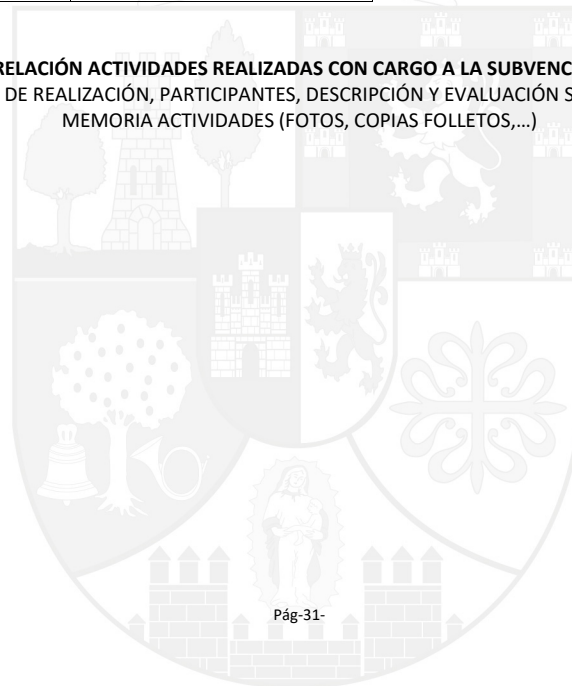 RELACIÓN ACTIVIDADES REALIZADAS CON CARGO A LA SUBVENC
DE REALIZACIÓN, PARTICIPANTES, DESCRIPCIÓN Y EVALUACIÓN S
MEMORIA ACTIVIDADES (FOTOS, COPIAS FOLLETOS,...)
Pág-31-